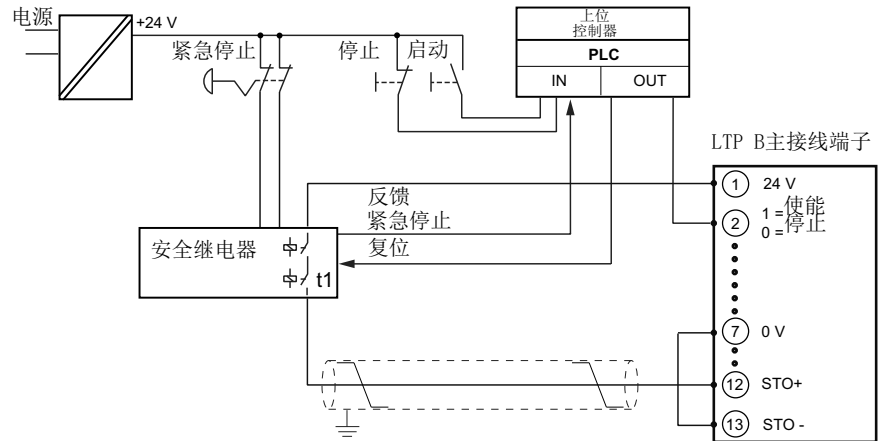 电源
+24 V
紧急停止
停止
启动
上位
控制器
PLC
IN
OUT
LTP B主接线端子
1
24 V
2
1 =使能
0 =停止
反馈
紧急停止
复位
安全继电器
t1
7
0 V
12
STO+
13
STO -